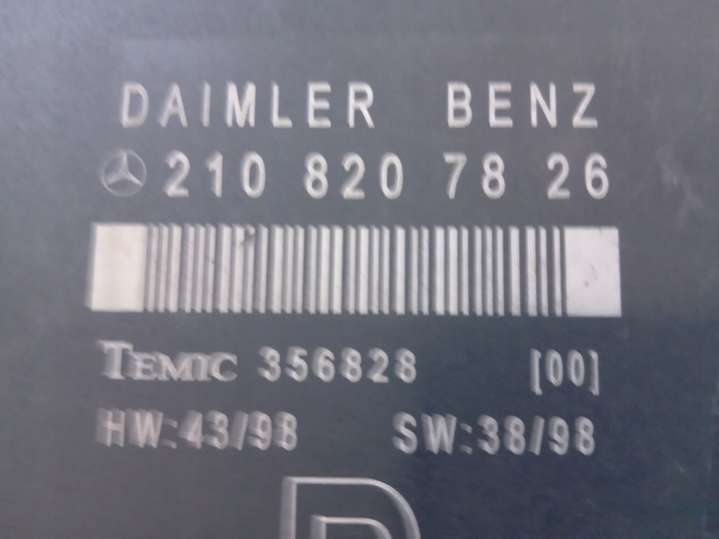 DAIMLER BENZ
210 820 78 26
TEMIC 356828 [00]
HW:43/98 SW:38/98